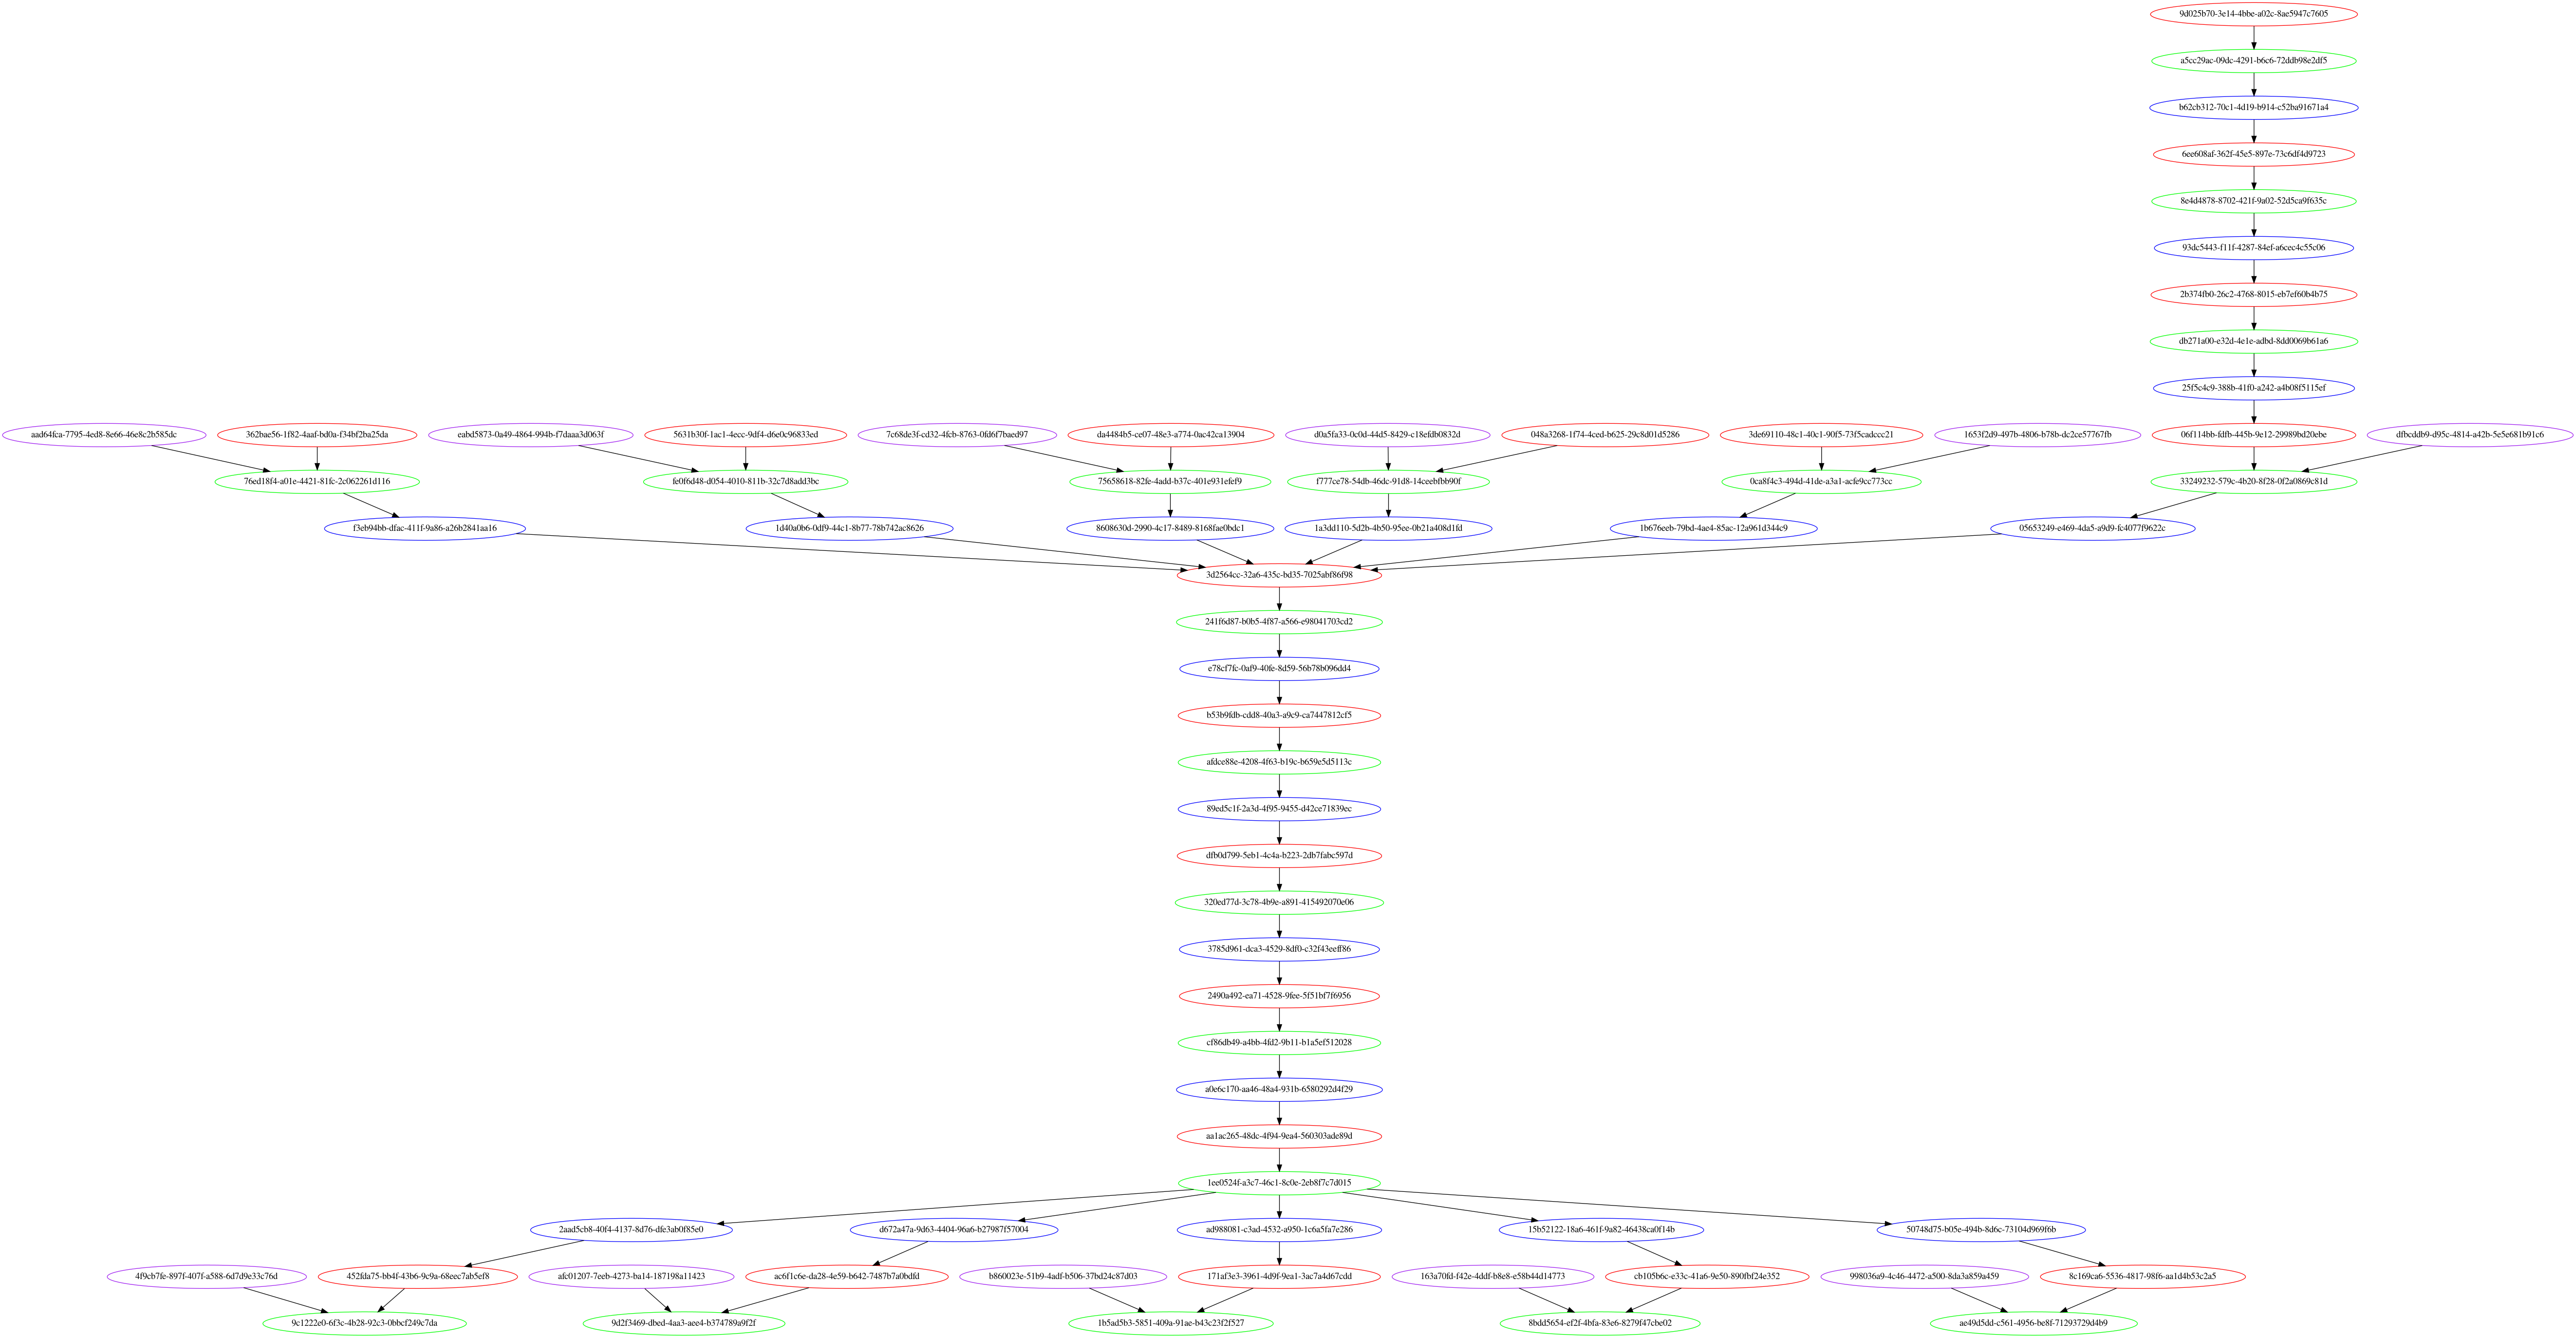 9d025b70-3e14-4bbe-a02c-8ae5947c7605
a5cc29ac-09dc-4291-b6c6-72ddb98e2df5
b62cb312-70c1-4d19-b914-c52ba91671a4
6ee608af-362f-45e5-897e-73c6df4d9723
8e4d4878-8702-421f-9a02-52d5ca9f635c
93dc5443-f11f-4287-84ef-a6cec4c55c06
2b374fb0-26c2-4768-8015-eb7ef60b4b75
db271a00-e32d-4e1e-adbd-8dd0069b61a6
25f5c4c9-388b-41f0-a242-a4b08f5115ef
aad64fca-7795-4ed8-8e66-46e8c2b585dc
362bae56-1f82-4aaf-bd0a-f34bf2ba25da
eabd5873-0a49-4864-994b-f7daaa3d063f
5631b30f-1ac1-4ecc-9df4-d6e0c96833ed
7c68de3f-cd32-4fcb-8763-0fd6f7baed97
da4484b5-ce07-48e3-a774-0ac42ca13904
d0a5fa33-0c0d-44d5-8429-c18efdb0832d
048a3268-1f74-4ced-b625-29c8d01d5286
3de69110-48c1-40c1-90f5-73f5cadccc21
1653f2d9-497b-4806-b78b-dc2ce57767fb
06f114bb-fdfb-445b-9e12-29989bd20ebe
dfbcddb9-d95c-4814-a42b-5e5e681b91c6
76ed18f4-a01e-4421-81fc-2c062261d116
fe0f6d48-d054-4010-811b-32c7d8add3bc
75658618-82fe-4add-b37c-401e931efef9
f777ce78-54db-46dc-91d8-14ceebfbb90f
0ca8f4c3-494d-41de-a3a1-acfe9cc773cc
33249232-579c-4b20-8f28-0f2a0869c81d
f3eb94bb-dfac-411f-9a86-a26b2841aa16
1d40a0b6-0df9-44c1-8b77-78b742ac8626
8608630d-2990-4c17-8489-8168fae0bdc1
1a3dd110-5d2b-4b50-95ee-0b21a408d1fd
1b676eeb-79bd-4ae4-85ac-12a961d344c9
05653249-e469-4da5-a9d9-fc4077f9622c
3d2564cc-32a6-435c-bd35-7025abf86f98
241f6d87-b0b5-4f87-a566-e98041703cd2
e78cf7fc-0af9-40fe-8d59-56b78b096dd4
b53b9fdb-cdd8-40a3-a9c9-ca7447812cf5
afdce88e-4208-4f63-b19c-b659e5d5113c
89ed5c1f-2a3d-4f95-9455-d42ce71839ec
dfb0d799-5eb1-4c4a-b223-2db7fabc597d
320ed77d-3c78-4b9e-a891-415492070e06
3785d961-dca3-4529-8df0-c32f43eeff86
2490a492-ea71-4528-9fee-5f51bf7f6956
cf86db49-a4bb-4fd2-9b11-b1a5ef512028
a0e6c170-aa46-48a4-931b-6580292d4f29
aa1ac265-48dc-4f94-9ea4-560303ade89d
1ee0524f-a3c7-46c1-8c0e-2eb8f7c7d015
2aad5cb8-40f4-4137-8d76-dfe3ab0f85e0
d672a47a-9d63-4404-96a6-b27987f57004
ad988081-c3ad-4532-a950-1c6a5fa7e286
15b52122-18a6-461f-9a82-46438ca0f14b
50748d75-b05e-494b-8d6c-73104d969f6b
4f9cb7fe-897f-407f-a588-6d7d9e33c76d
452fda75-bb4f-43b6-9c9a-68eec7ab5ef8
afc01207-7eeb-4273-ba14-187198a11423
ac6f1c6e-da28-4e59-b642-7487b7a0bdfd
b860023e-51b9-4adf-b506-37bd24c87d03
171af3e3-3961-4d9f-9ea1-3ac7a4d67cdd
163a70fd-f42e-4ddf-b8e8-e58b44d14773
cb105b6c-e33c-41a6-9e50-890fbf24e352
998036a9-4c46-4472-a500-8da3a859a459
8c169ca6-5536-4817-98f6-aa1d4b53c2a5
9c1222e0-6f3c-4b28-92c3-0bbcf249c7da
9d2f3469-dbed-4aa3-aee4-b374789a9f2f
1b5ad5b3-5851-409a-91ae-b43c23f2f527
8bdd5654-ef2f-4bfa-83e6-8279f47cbe02
ae49d5dd-c561-4956-be8f-71293729d4b9